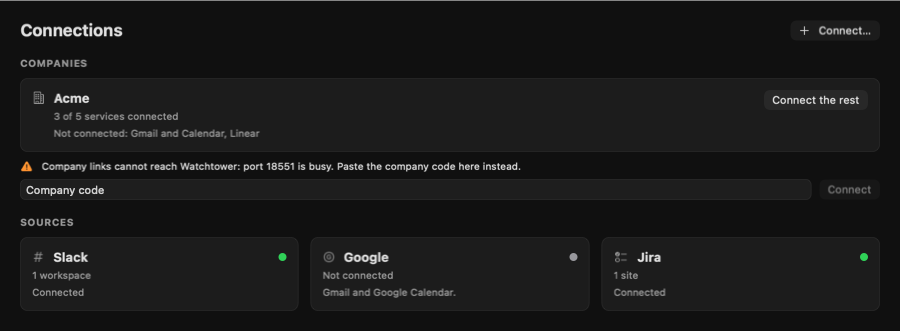 Connections
+ Connect...
COMPANIES
Acme
3 of 5 services connected
Not connected: Gmail and Calendar, Linear
Connect the rest
Company links cannot reach Watchtower: port 18551 is busy. Paste the company code here instead.
Company code
Connect
SOURCES
# Slack
1 workspace
Connected
Google
Not connected
Gmail and Google Calendar.
Jira
1 site
Connected